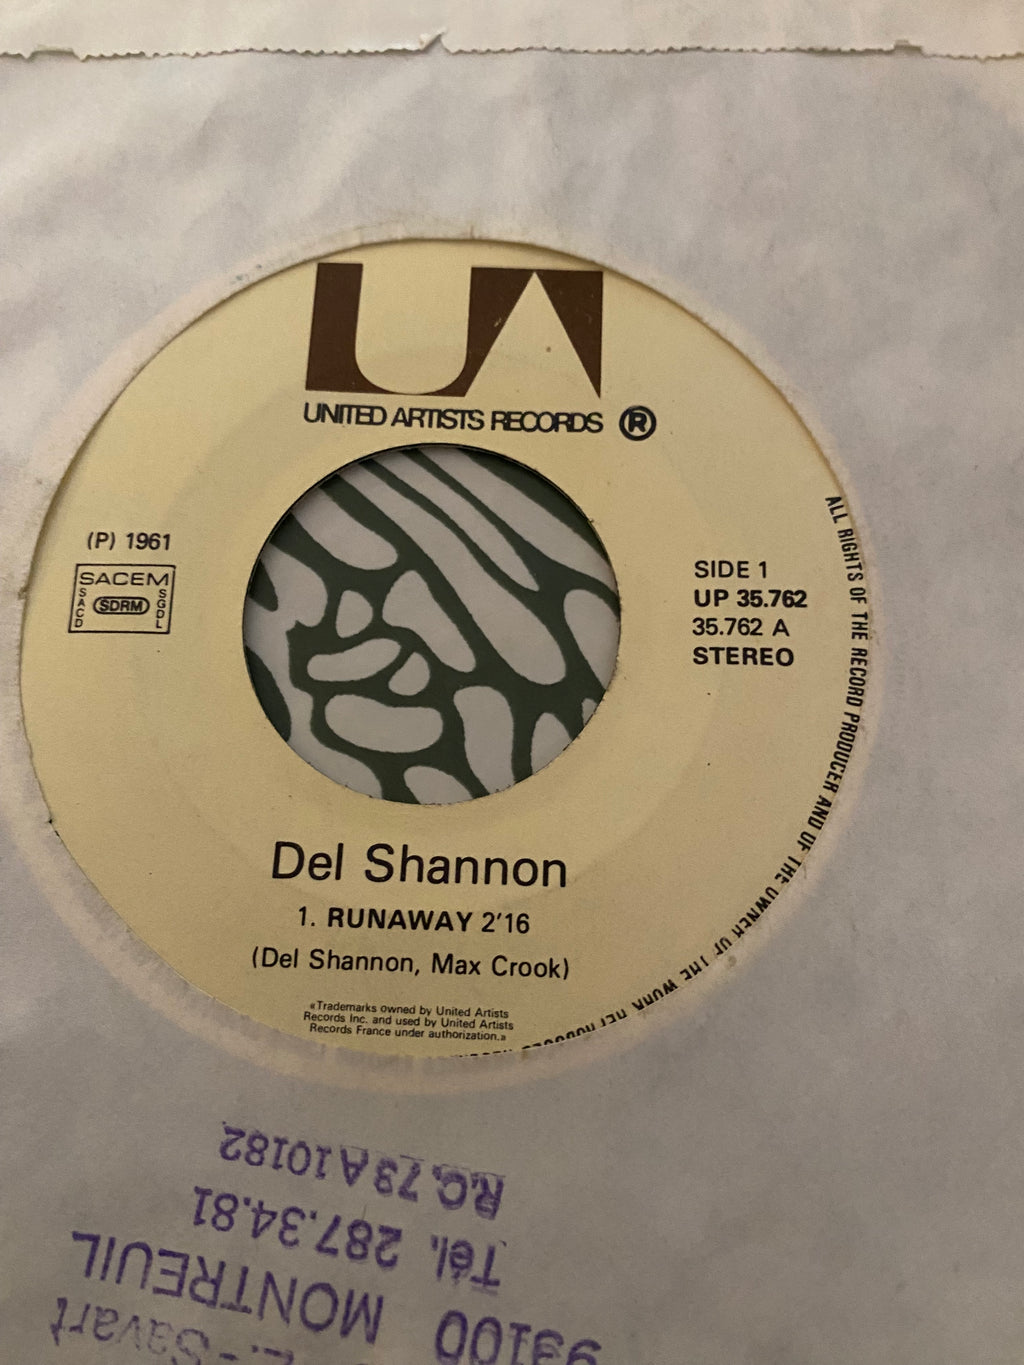 UA
UNITED ARTISTS RECORDS ®
(P) 1961
SACEM
SACD
SDRM
SGDL
SIDE 1
UP 35.762
35.762 A
STEREO
ALL RIGHTS OF THE RECORD PRODUCER AND OF THE OWNER OF THE WORK REPRODUCED
Del Shannon
1. RUNAWAY 2'16
(Del Shannon, Max Crook)
«Trademarks owned by United Artists
Records Inc. and used by United Artists
Records France under authorization.»
Savart
93100 MONTREUIL
Tél. 287.34.81
R.C. 73 A 10182